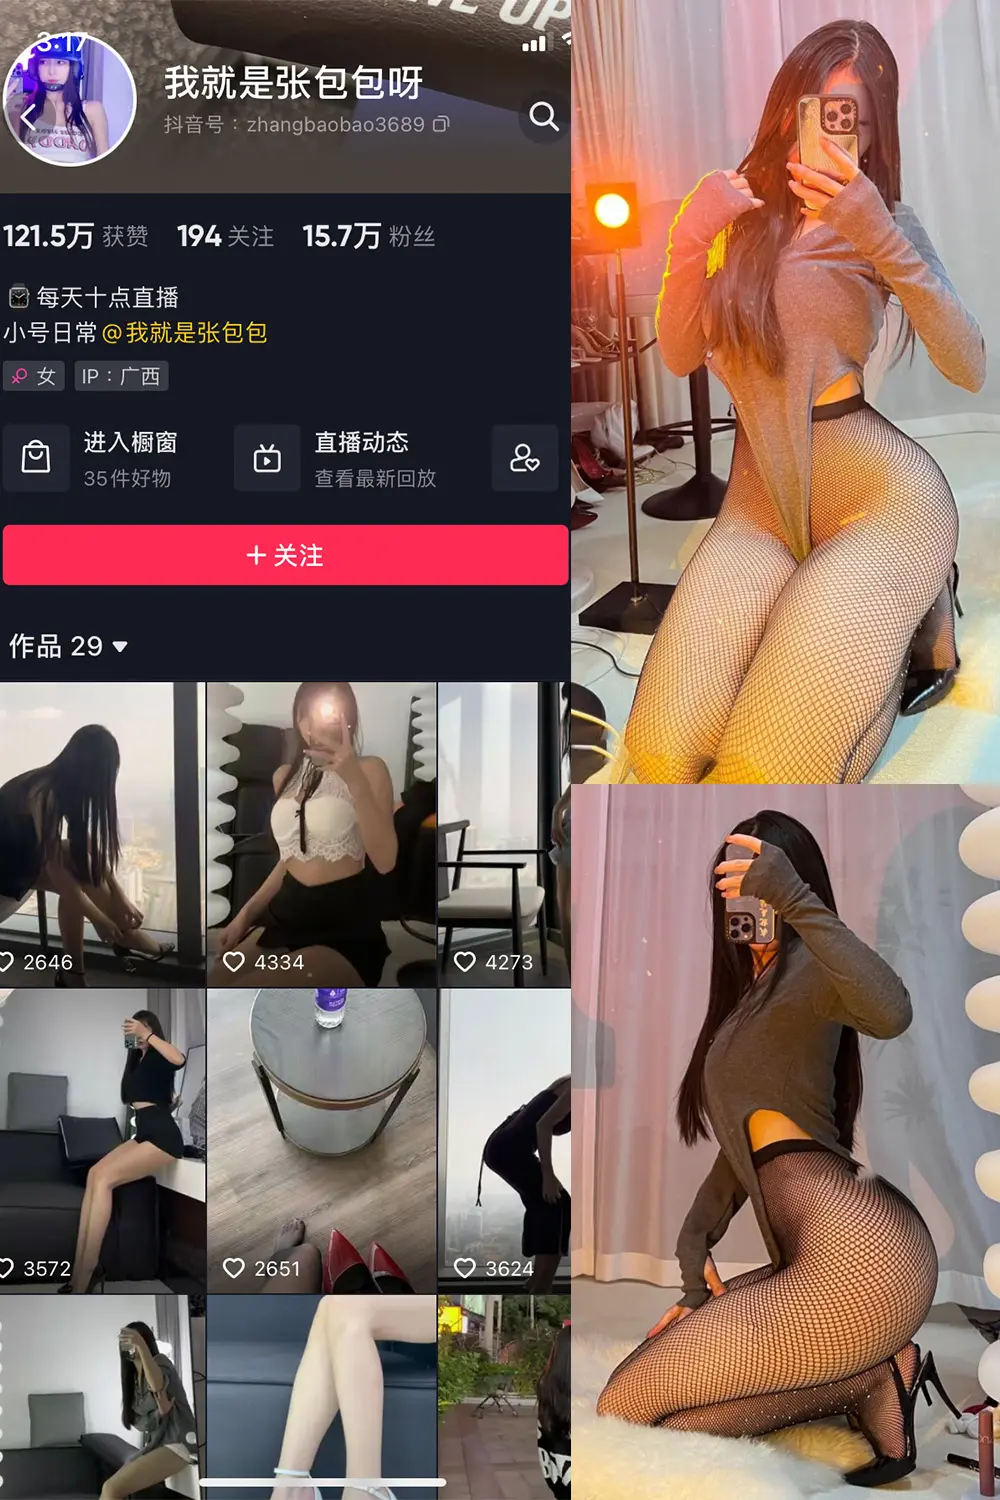 3:17
我就是张包包呀
抖音号：zhangbaobao3689
121.5万 获赞 194 关注 15.7万 粉丝
每天十点直播
小号日常@我就是张包包
女 IP：广西
进入橱窗
35件好物
直播动态
查看最新回放
+ 关注
作品 29
2646
4334
4273
3572
2651
3624